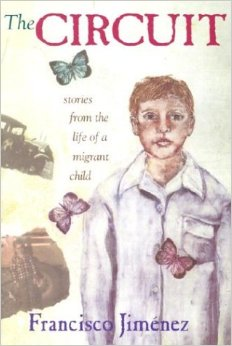 The CIRCUIT
stories
from the
life of a
migrant
child
Francisco Jiménez